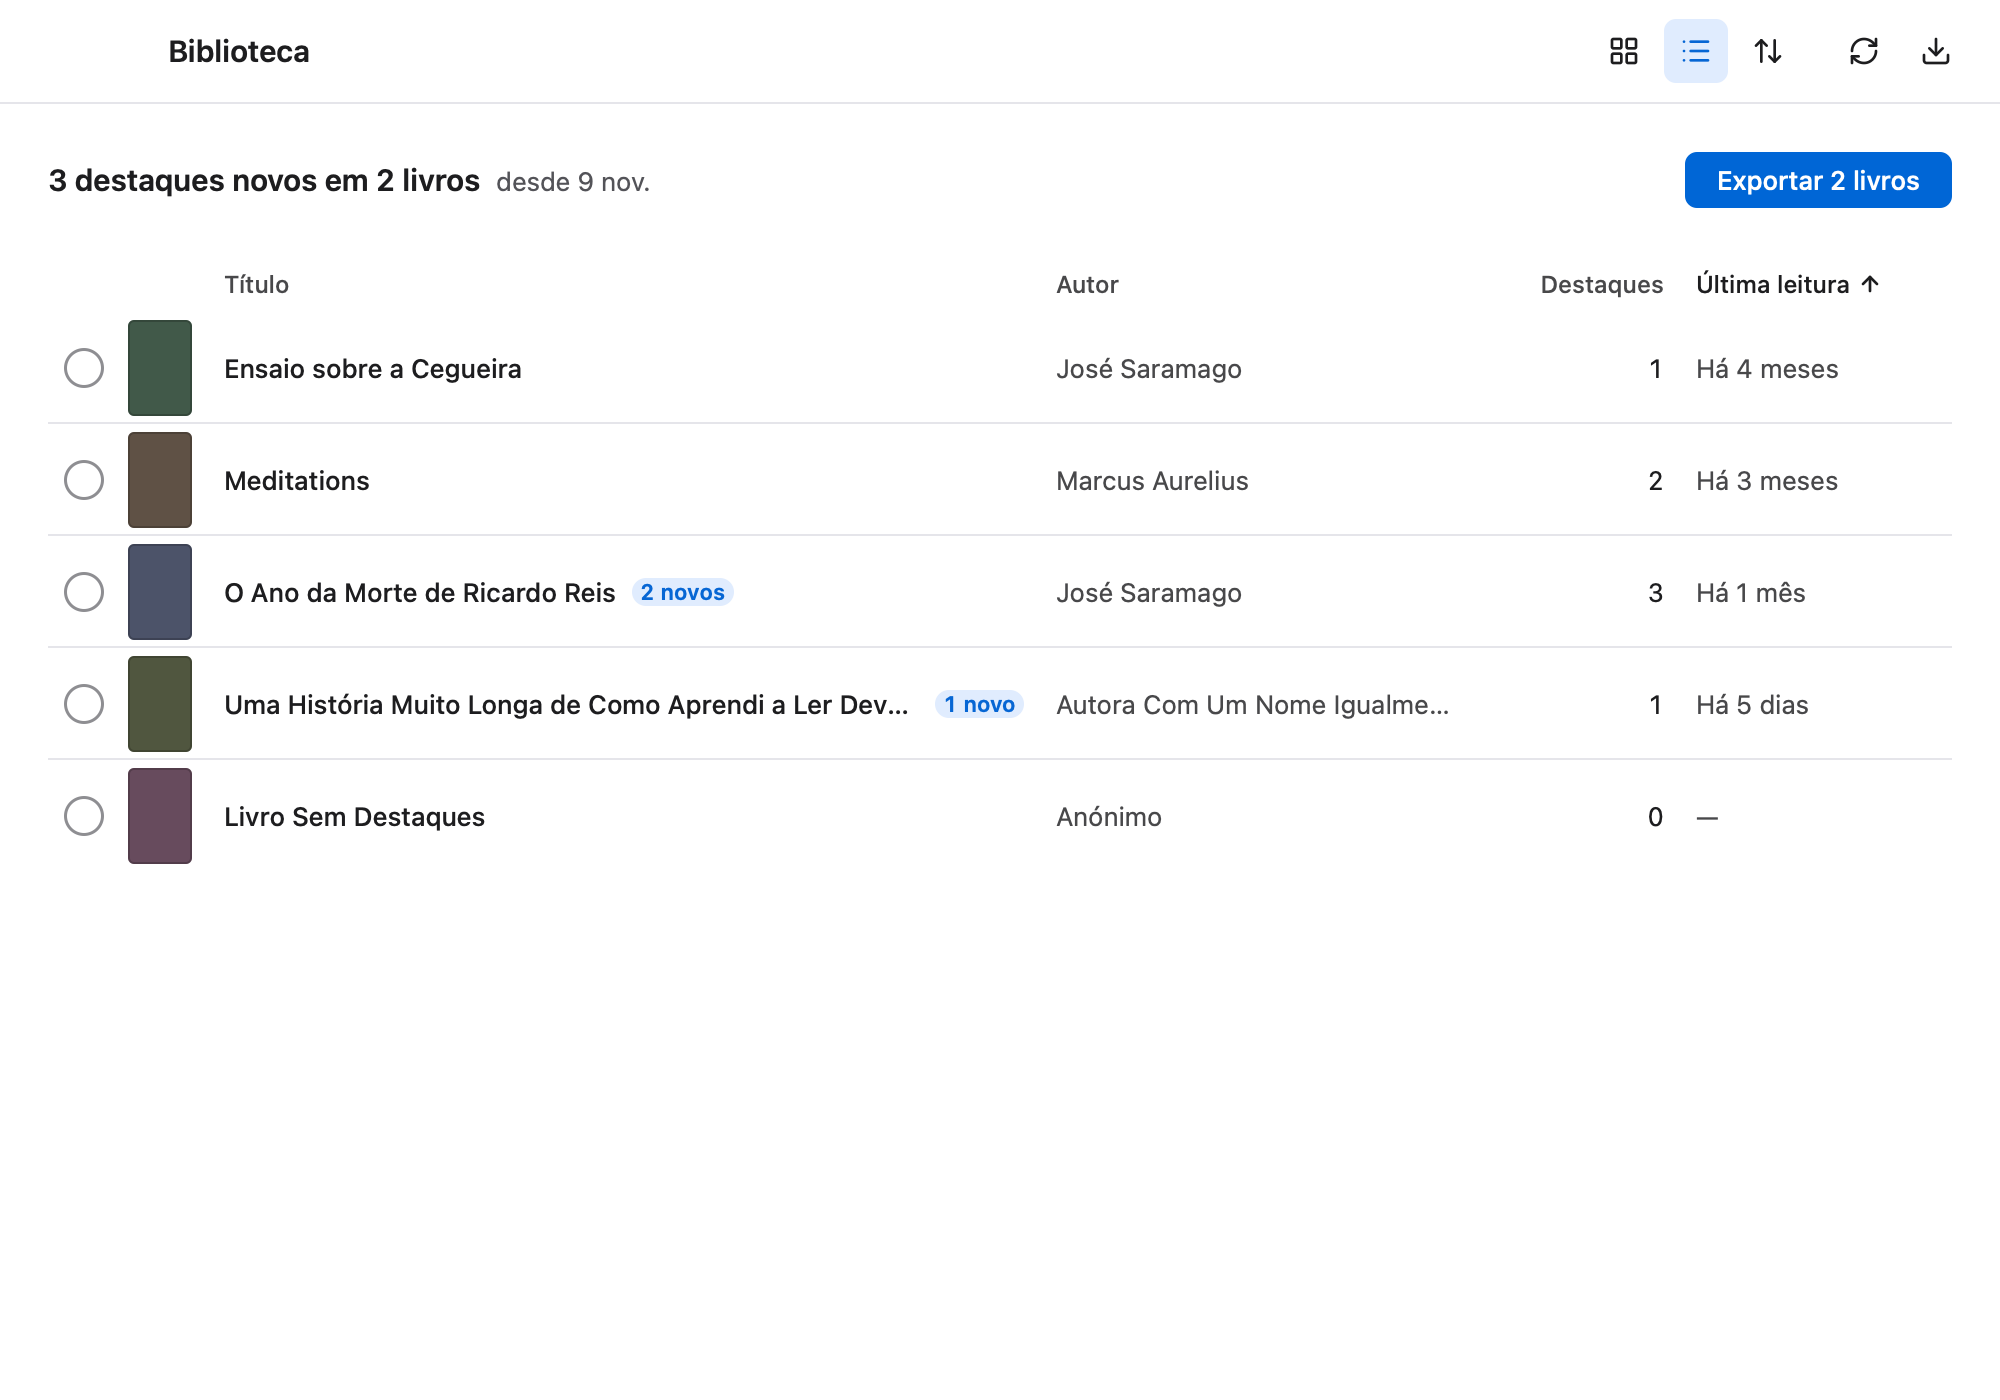 Biblioteca
3 destaques novos em 2 livros desde 9 nov.
Exportar 2 livros
Título Autor Destaques Última leitura ↑
Ensaio sobre a Cegueira José Saramago 1 Há 4 meses
Meditations Marcus Aurelius 2 Há 3 meses
O Ano da Morte de Ricardo Reis 2 novos José Saramago 3 Há 1 mês
Uma História Muito Longa de Como Aprendi a Ler Dev... 1 novo Autora Com Um Nome Igualme... 1 Há 5 dias
Livro Sem Destaques Anónimo 0 —